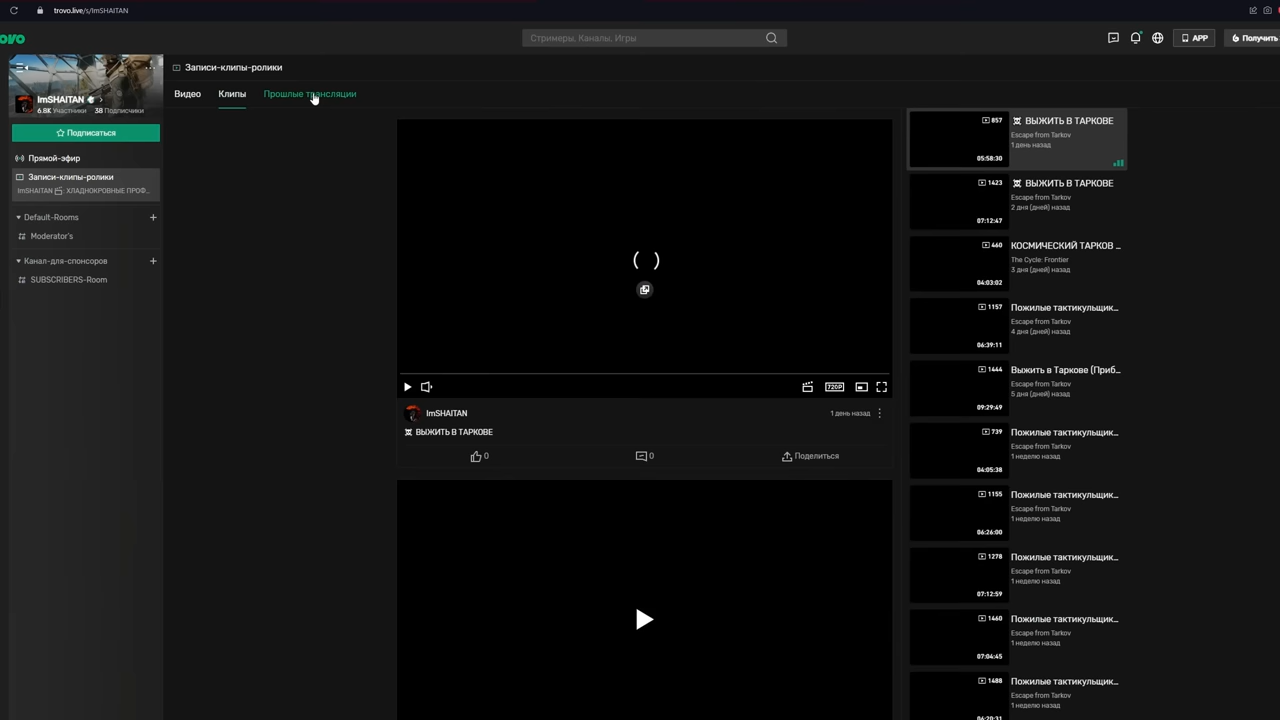 trovo.live/s/ImSHAITAN
ovo
Стримеры, Каналы, Игры
APP
Получить
ImSHAITAN
6.8K Участники 38 Подписчики
Подписаться
Прямой-эфир
Записи-клипы-ролики
ImSHAITAN ХЛАДНОКРОВНЫЕ ПРОФ...
Default-Rooms
Moderator's
Канал-для-спонсоров
SUBSCRIBERS-Room
Записи-клипы-ролики
Видео Клипы Прошлые трансляции
720P
ImSHAITAN
1 день назад
ВЫЖИТЬ В ТАРКОВЕ
0
0
Поделиться
857
05:58:30
ВЫЖИТЬ В ТАРКОВЕ
Escape from Tarkov
1 день назад
1423
07:12:47
ВЫЖИТЬ В ТАРКОВЕ
Escape from Tarkov
2 дня (дней) назад
460
04:03:02
КОСМИЧЕСКИЙ ТАРКОВ ...
The Cycle: Frontier
3 дня (дней) назад
1157
06:39:11
Пожилые тактикульщик...
Escape from Tarkov
4 дня (дней) назад
1444
09:29:49
Выжить в Таркове (Приб...
Escape from Tarkov
5 дня (дней) назад
739
04:05:38
Пожилые тактикульщик...
Escape from Tarkov
1 неделю назад
1155
06:26:00
Пожилые тактикульщик...
Escape from Tarkov
1 неделю назад
1278
07:12:59
Пожилые тактикульщик...
Escape from Tarkov
1 неделю назад
1460
07:04:45
Пожилые тактикульщик...
Escape from Tarkov
1 неделю назад
1488
06:20:31
Пожилые тактикульщик...
Escape from Tarkov
1 неделю назад